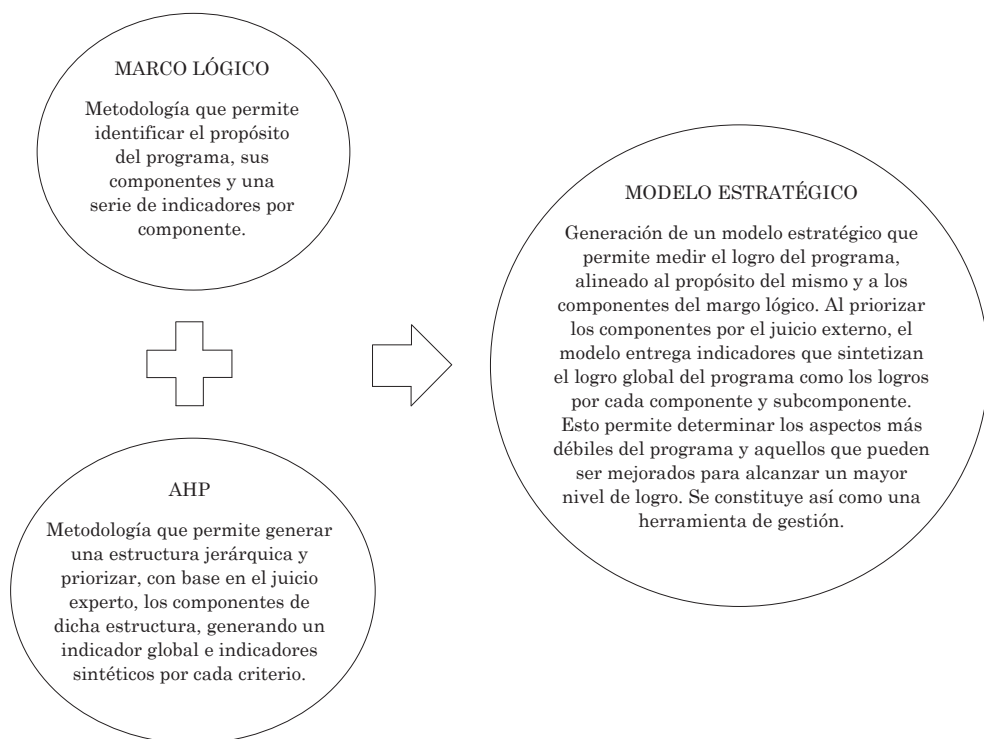 MARCO LÓGICO
Metodología que permite
identificar el propósito
del programa, sus
componentes y una
serie de indicadores por
componente.
AHP
Metodología que permite generar
una estructura jerárquica y
priorizar, con base en el juicio
experto, los componentes de
dicha estructura, generando un
indicador global e indicadores
sintéticos por cada criterio.
MODELO ESTRATÉGICO
Generación de un modelo estratégico que
permite medir el logro del programa,
alineado al propósito del mismo y a los
componentes del margo lógico. Al priorizar
los componentes por el juicio externo, el
modelo entrega indicadores que sintetizan
el logro global del programa como los logros
por cada componente y subcomponente.
Esto permite determinar los aspectos más
débiles del programa y aquellos que pueden
ser mejorados para alcanzar un mayor
nivel de logro. Se constituye así como una
herramienta de gestión.